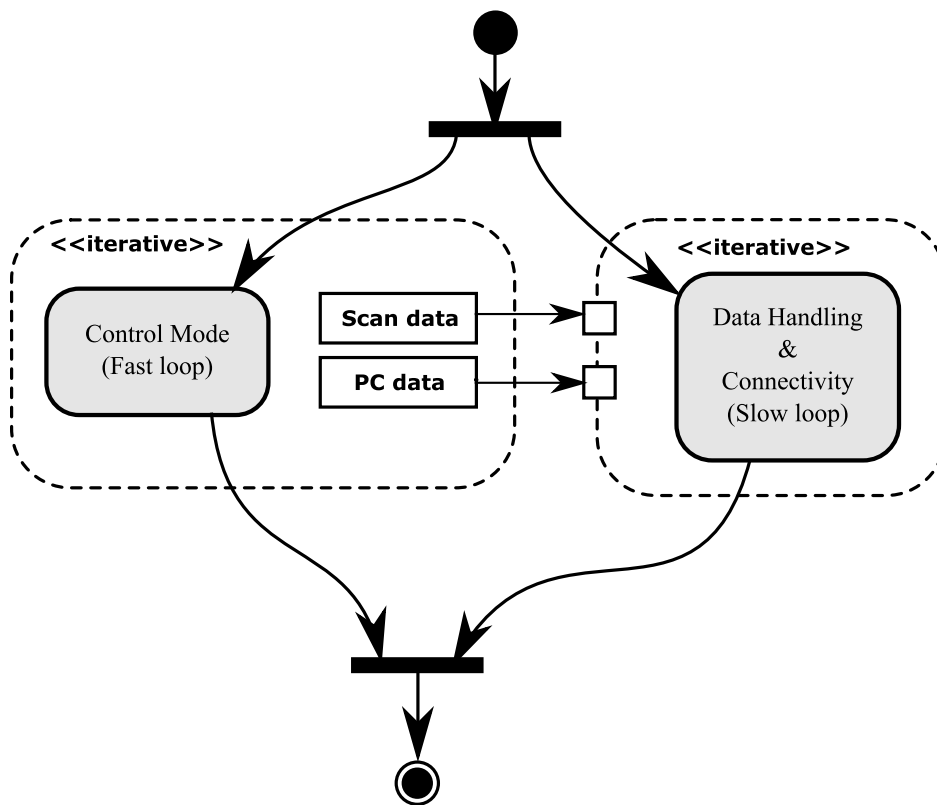 <<iterative>>
Control Mode
(Fast loop)
Scan data
PC data
<<iterative>>
Data Handling
&
Connectivity
(Slow loop)